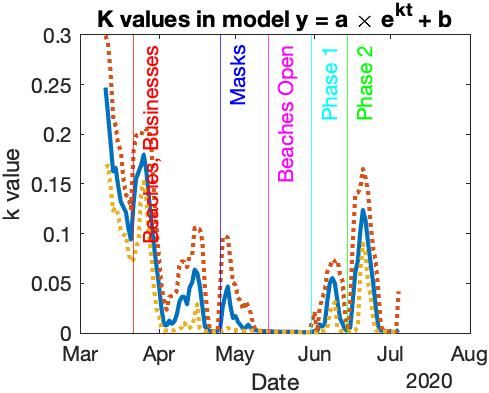 K values in model y = a × e^kt + b
k value
0.3
0.25
0.2
0.15
0.1
0.05
0
Beaches, Businesses
Masks
Beaches Open
Phase 1
Phase 2
Mar Apr May Jun Jul Aug
Date
2020